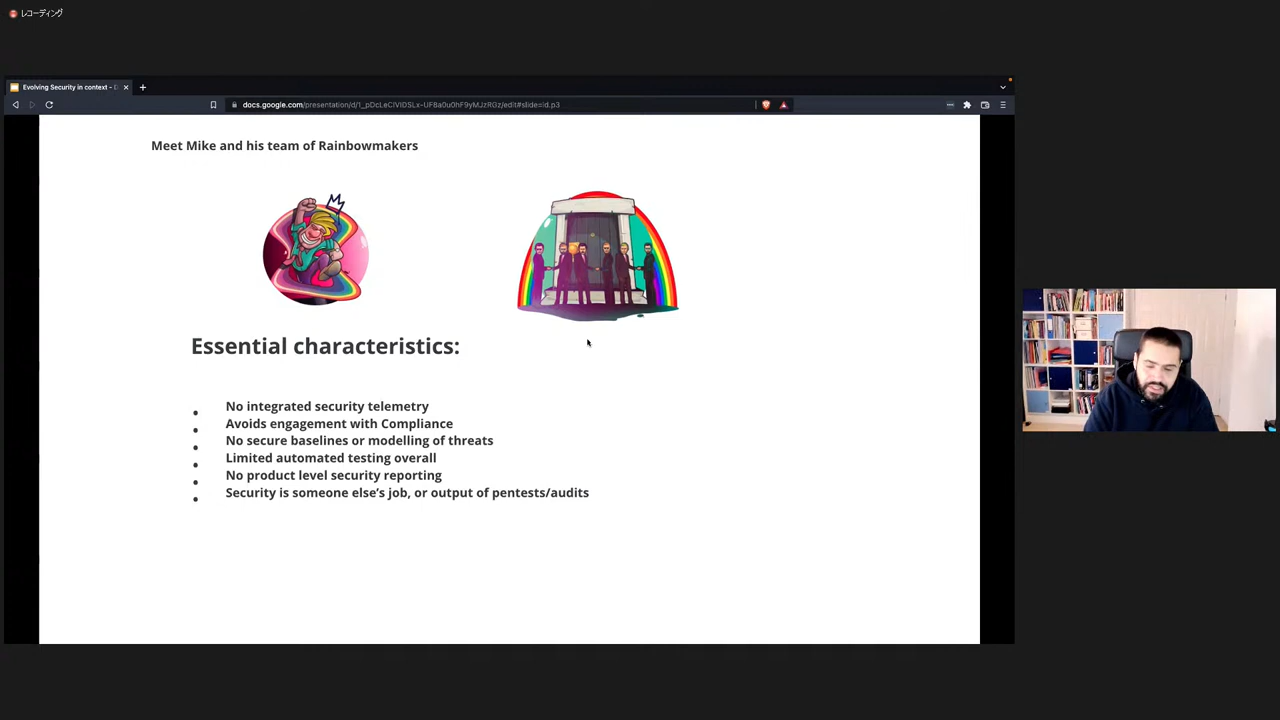 レコーディング
Evolving Security in context - D
docs.google.com/presentation/d/1_pDcLeCIVIDSLx-UF8a0u0hF9yMJzRGz/edit#slide=id.p3
Meet Mike and his team of Rainbowmakers
Essential characteristics:
• No integrated security telemetry
• Avoids engagement with Compliance
• No secure baselines or modelling of threats
• Limited automated testing overall
• No product level security reporting
• Security is someone else’s job, or output of pentests/audits